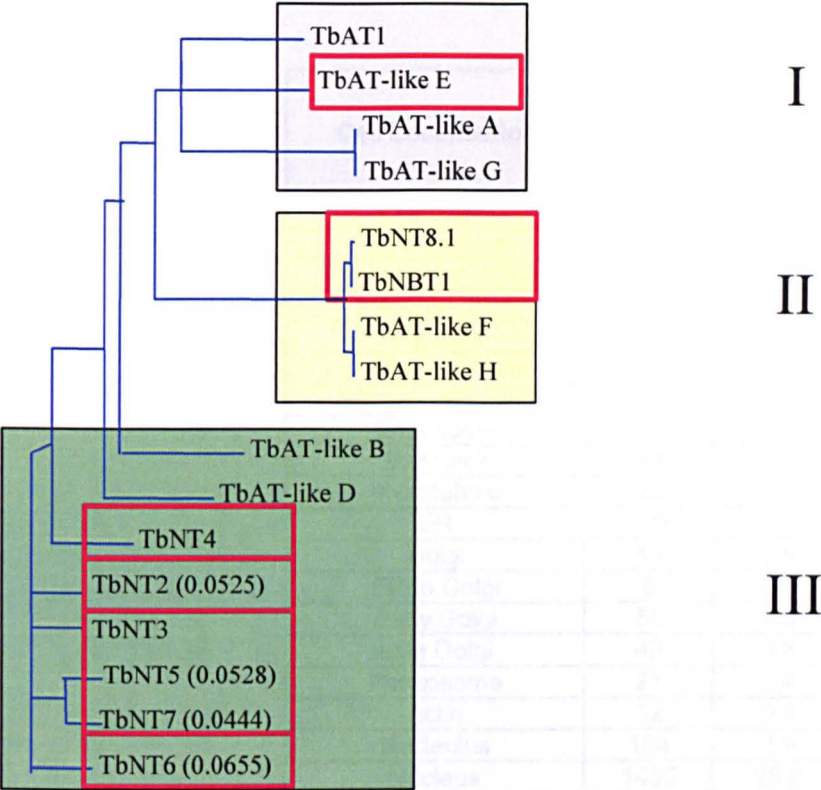 TbAT1
TbAT-like E
I
TbAT-like A
TbAT-like G
TbNT8.1
TbNBT1
II
TbAT-like F
TbAT-like H
TbAT-like B
TbAT-like D
TbNT4
TbNT2 (0.0525)
III
TbNT3
TbNT5 (0.0528)
TbNT7 (0.0444)
TbNT6 (0.0655)